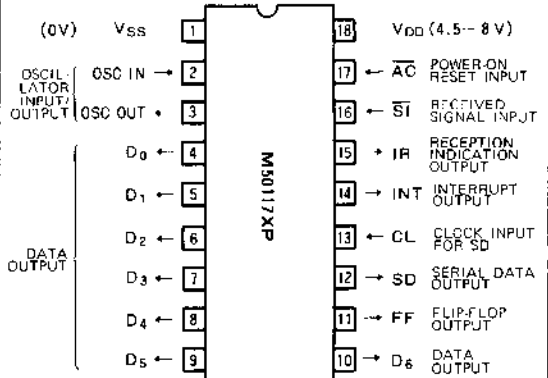 (0V) VSS 1
OSCIL-
LATOR
INPUT/
OUTPUT
OSC IN → 2
OSC OUT 3
DATA
OUTPUT
D0 ← 4
D1 ← 5
D2 ← 6
D3 ← 7
D4 ← 8
D5 ← 9
M50117XP
18 VDD (4.5-- 8 V)
17 ← AC POWER-ON
RESET INPUT
16 ← SI RECEIVED
SIGNAL INPUT
15 → IR RECEPTION
INDICATION
OUTPUT
14 → INT INTERRUPT
OUTPUT
13 ← CL CLOCK INPUT
FOR SD
12 → SD SERIAL DATA
OUTPUT
11 → FF FLIP-FLOP
OUTPUT
10 → D6 DATA
OUTPUT